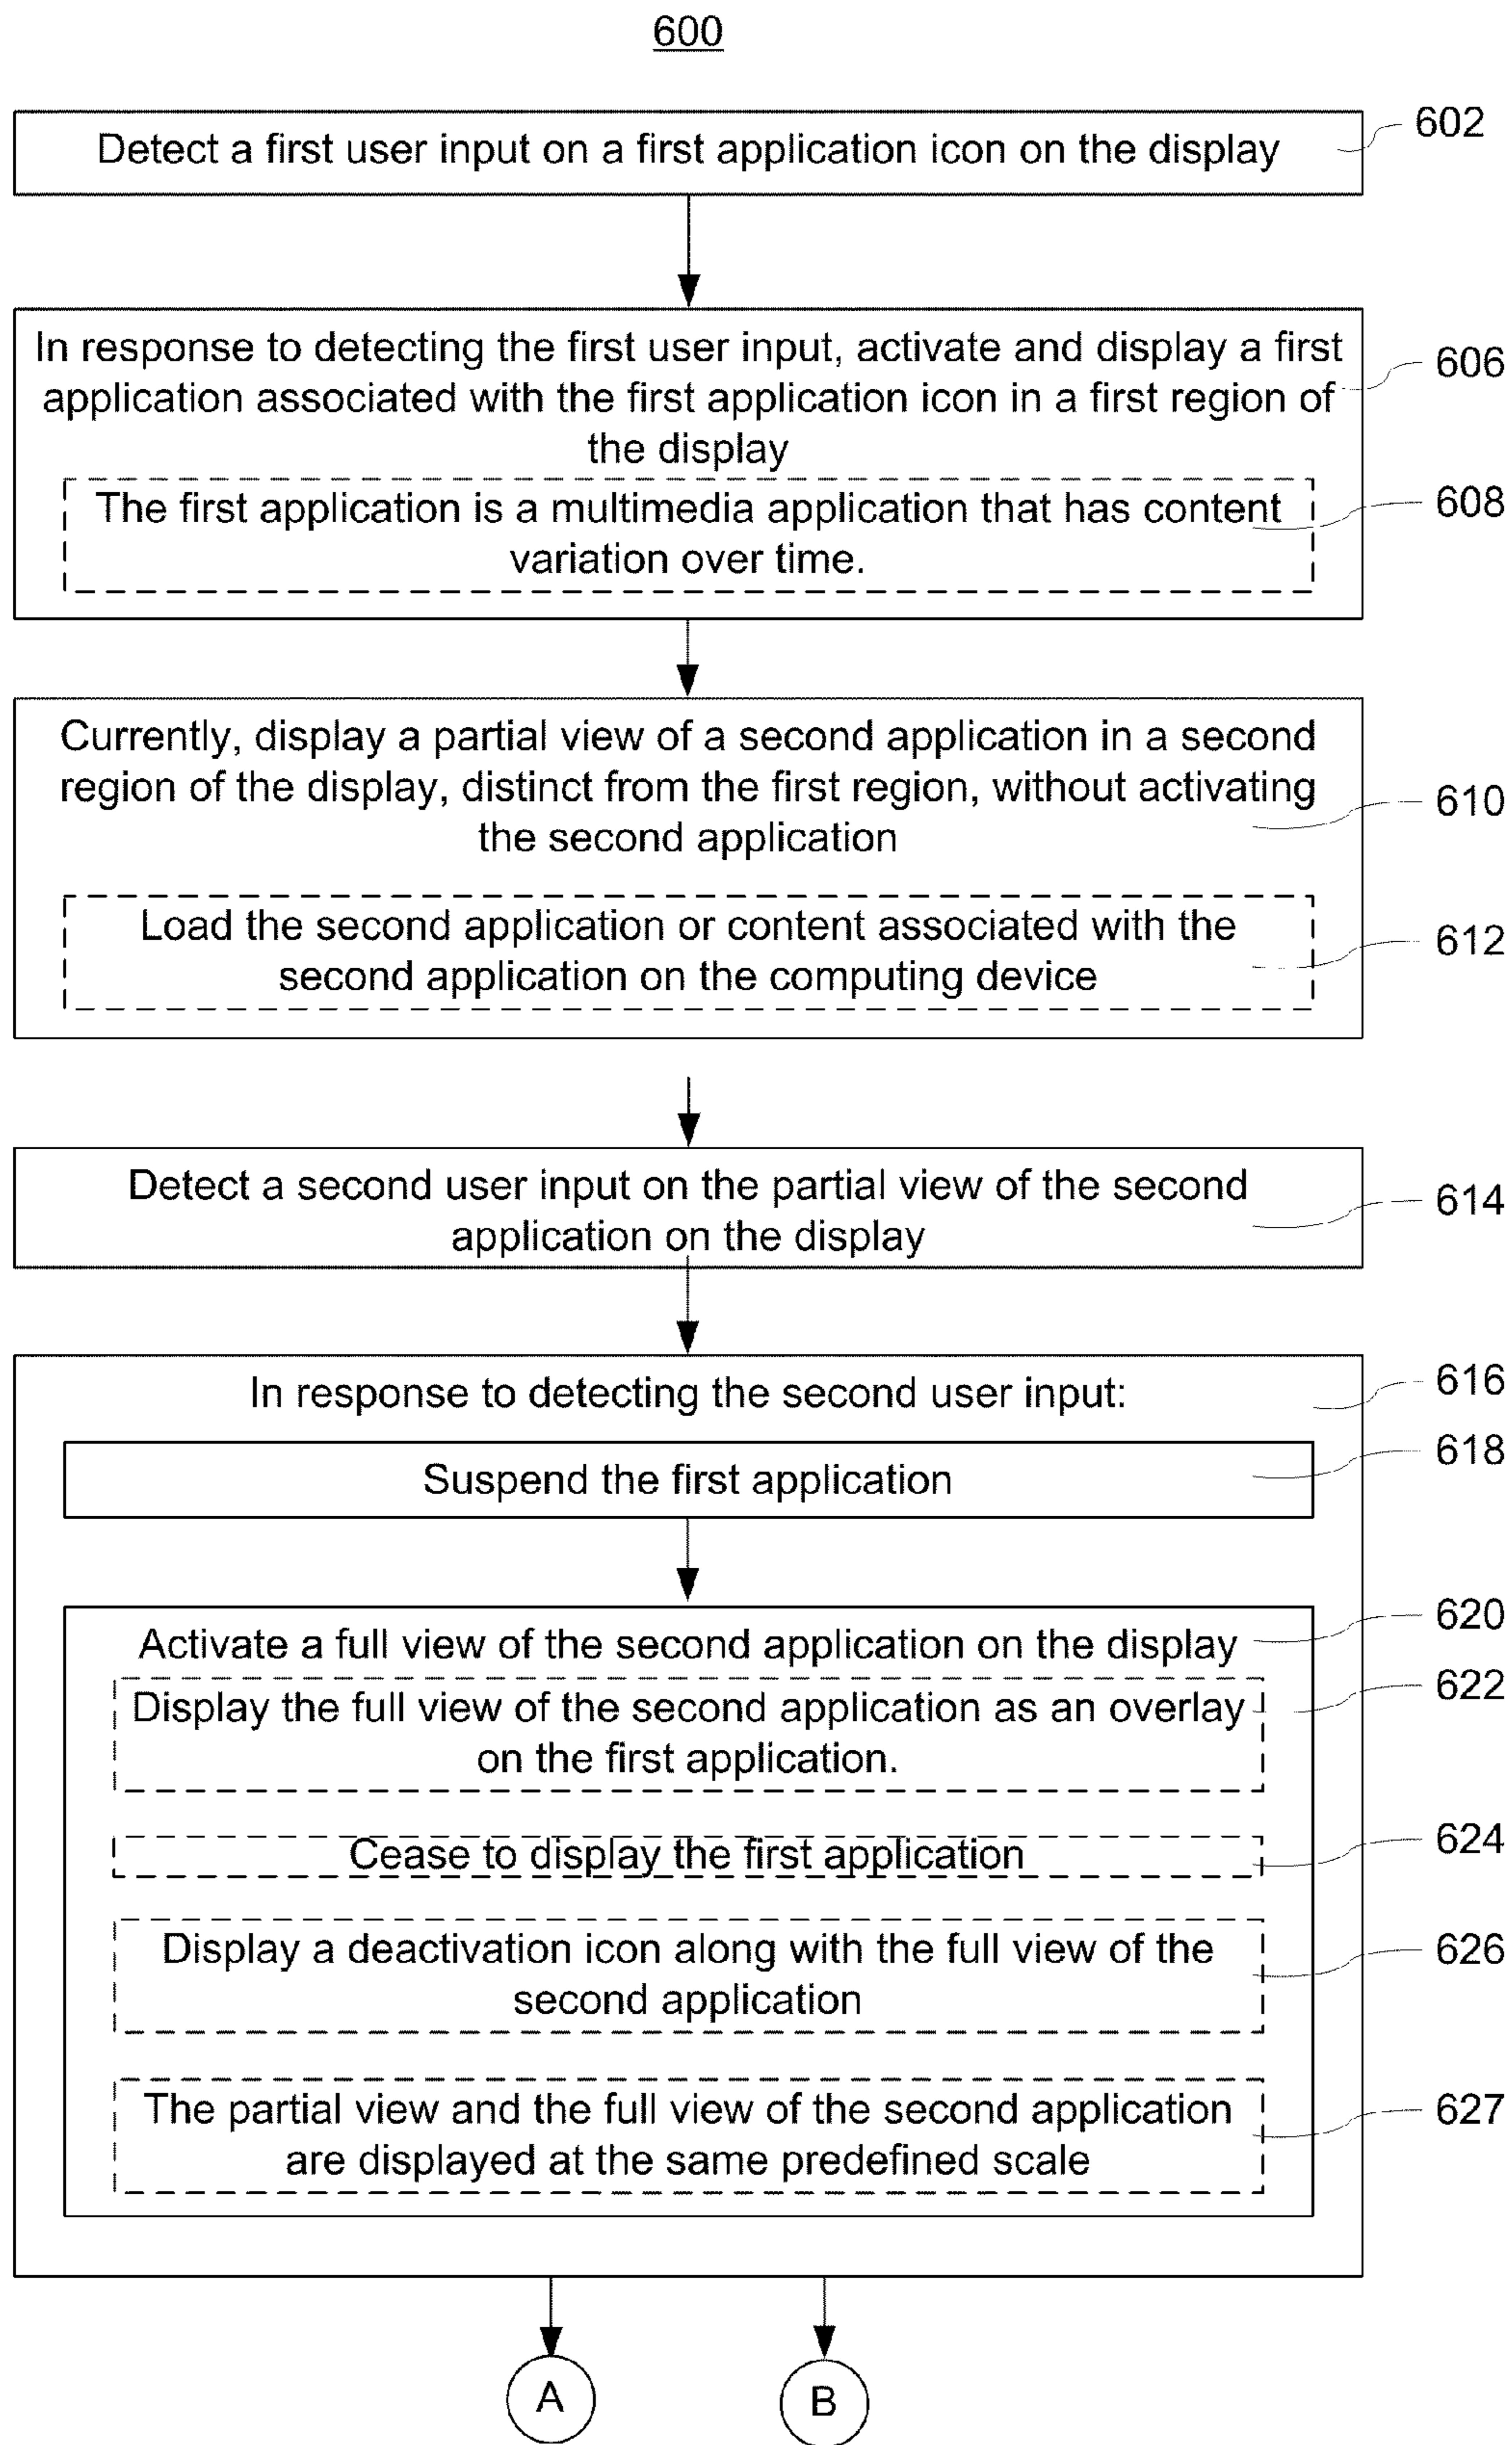 600
Detect a first user input on a first application icon on the display
602
In response to detecting the first user input, activate and display a first
application associated with the first application icon in a first region of
the display
606
The first application is a multimedia application that has content
variation over time.
608
Currently, display a partial view of a second application in a second
region of the display, distinct from the first region, without activating
the second application
610
Load the second application or content associated with the
second application on the computing device
612
Detect a second user input on the partial view of the second
application on the display
614
In response to detecting the second user input:
616
Suspend the first application
618
Activate a full view of the second application on the display
620
Display the full view of the second application as an overlay
on the first application.
622
Cease to display the first application
624
Display a deactivation icon along with the full view of the
second application
626
The partial view and the full view of the second application
are displayed at the same predefined scale
627
A
B